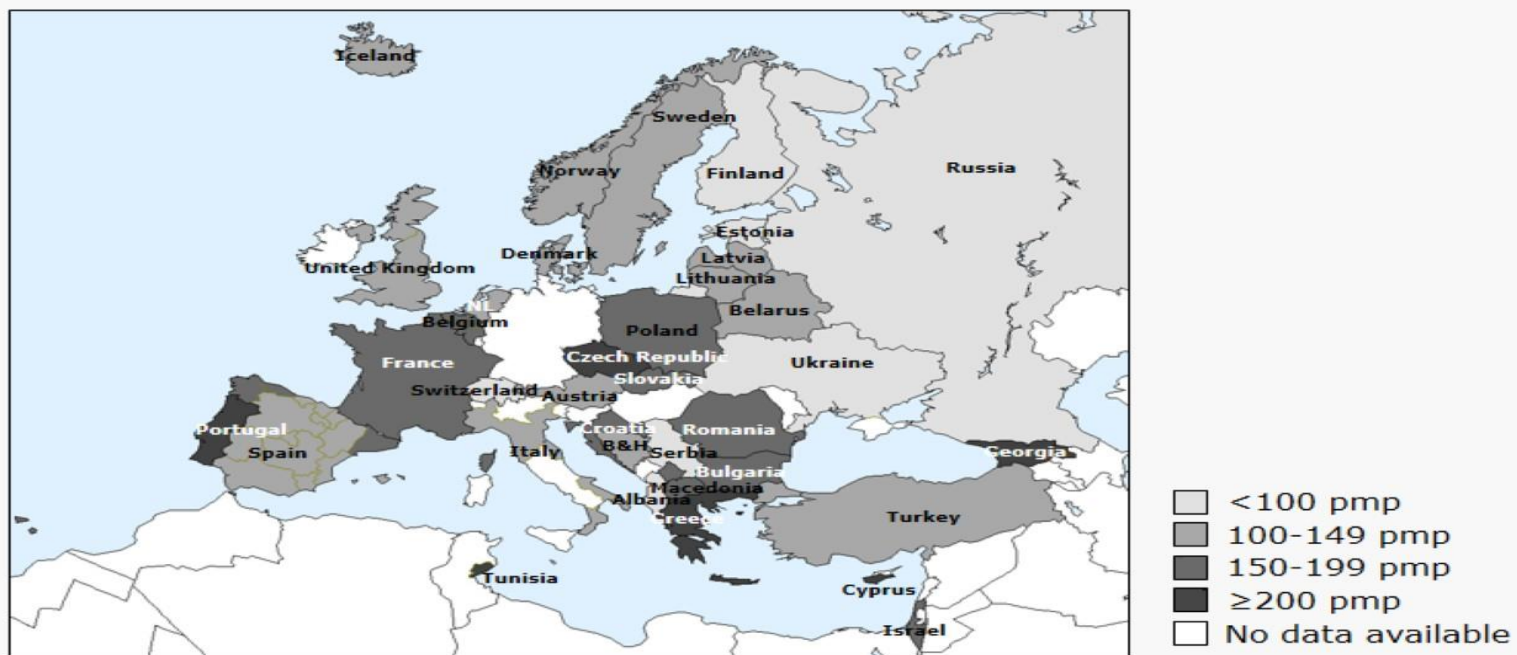 Iceland
Sweden
Norway
Finland
Russia
Estonia
Denmark
Latvia
United Kingdom
Lithuania
NL
Belarus
Belgium
Poland
France
Czech Republic
Ukraine
Slovakia
Switzerland
Austria
Portugal
Croatia
Romania
Spain
Italy
B&H
Serbia
Georgia
Bulgaria
Macedonia
Albania
Greece
Turkey
Tunisia
Cyprus
Israel
<100 pmp
100-149 pmp
150-199 pmp
≥200 pmp
No data available